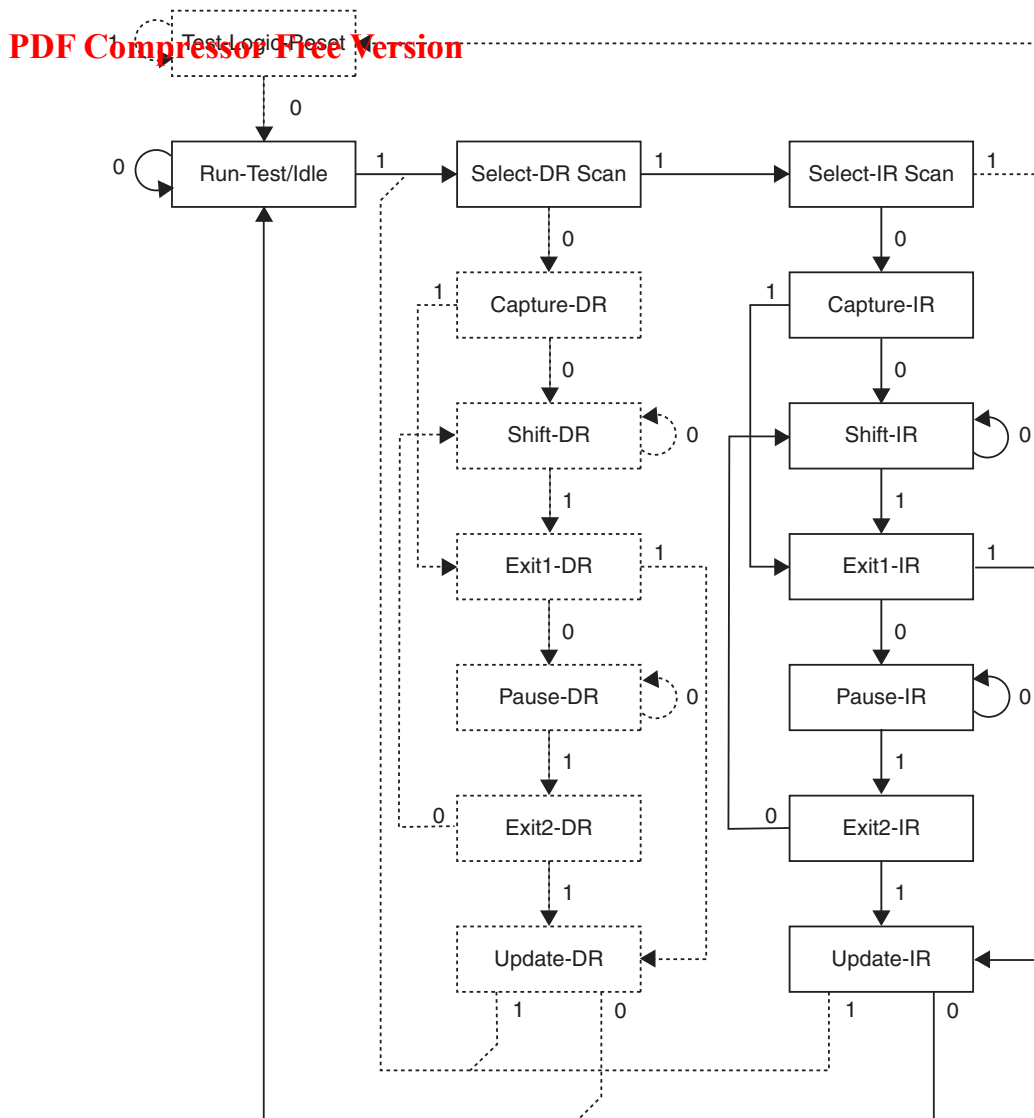 Test-Logic-Reset
1
PDF Compressor Free Version
0
0
Run-Test/Idle
1
Select-DR Scan
1
Select-IR Scan
1
0
0
1
Capture-DR
1
Capture-IR
0
0
Shift-DR
0
Shift-IR
0
1
1
Exit1-DR
1
Exit1-IR
1
0
0
Pause-DR
0
Pause-IR
0
1
1
0
Exit2-DR
0
Exit2-IR
1
1
Update-DR
Update-IR
1
0
1
0